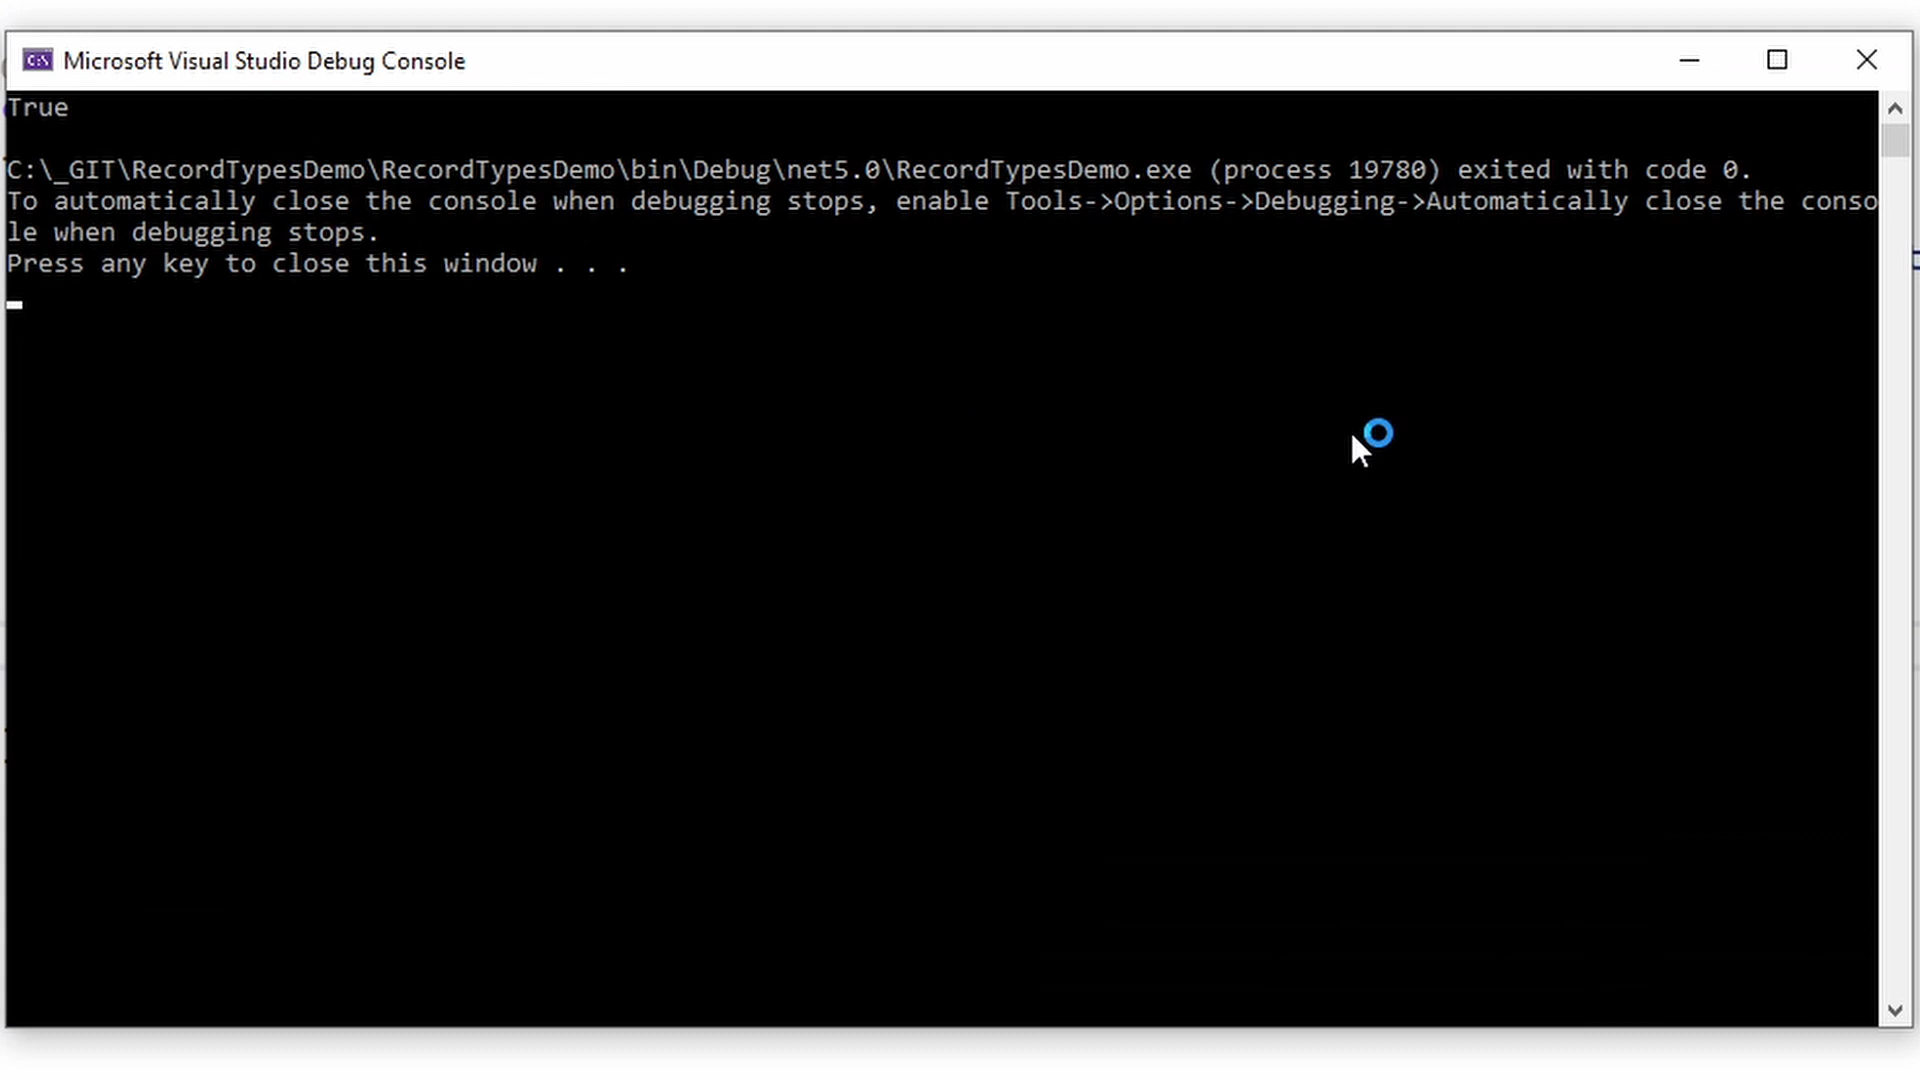 Microsoft Visual Studio Debug Console
True
C:\_GIT\RecordTypesDemo\RecordTypesDemo\bin\Debug\net5.0\RecordTypesDemo.exe (process 19780) exited with code 0.
To automatically close the console when debugging stops, enable Tools->Options->Debugging->Automatically close the conso
le when debugging stops.
Press any key to close this window . . .